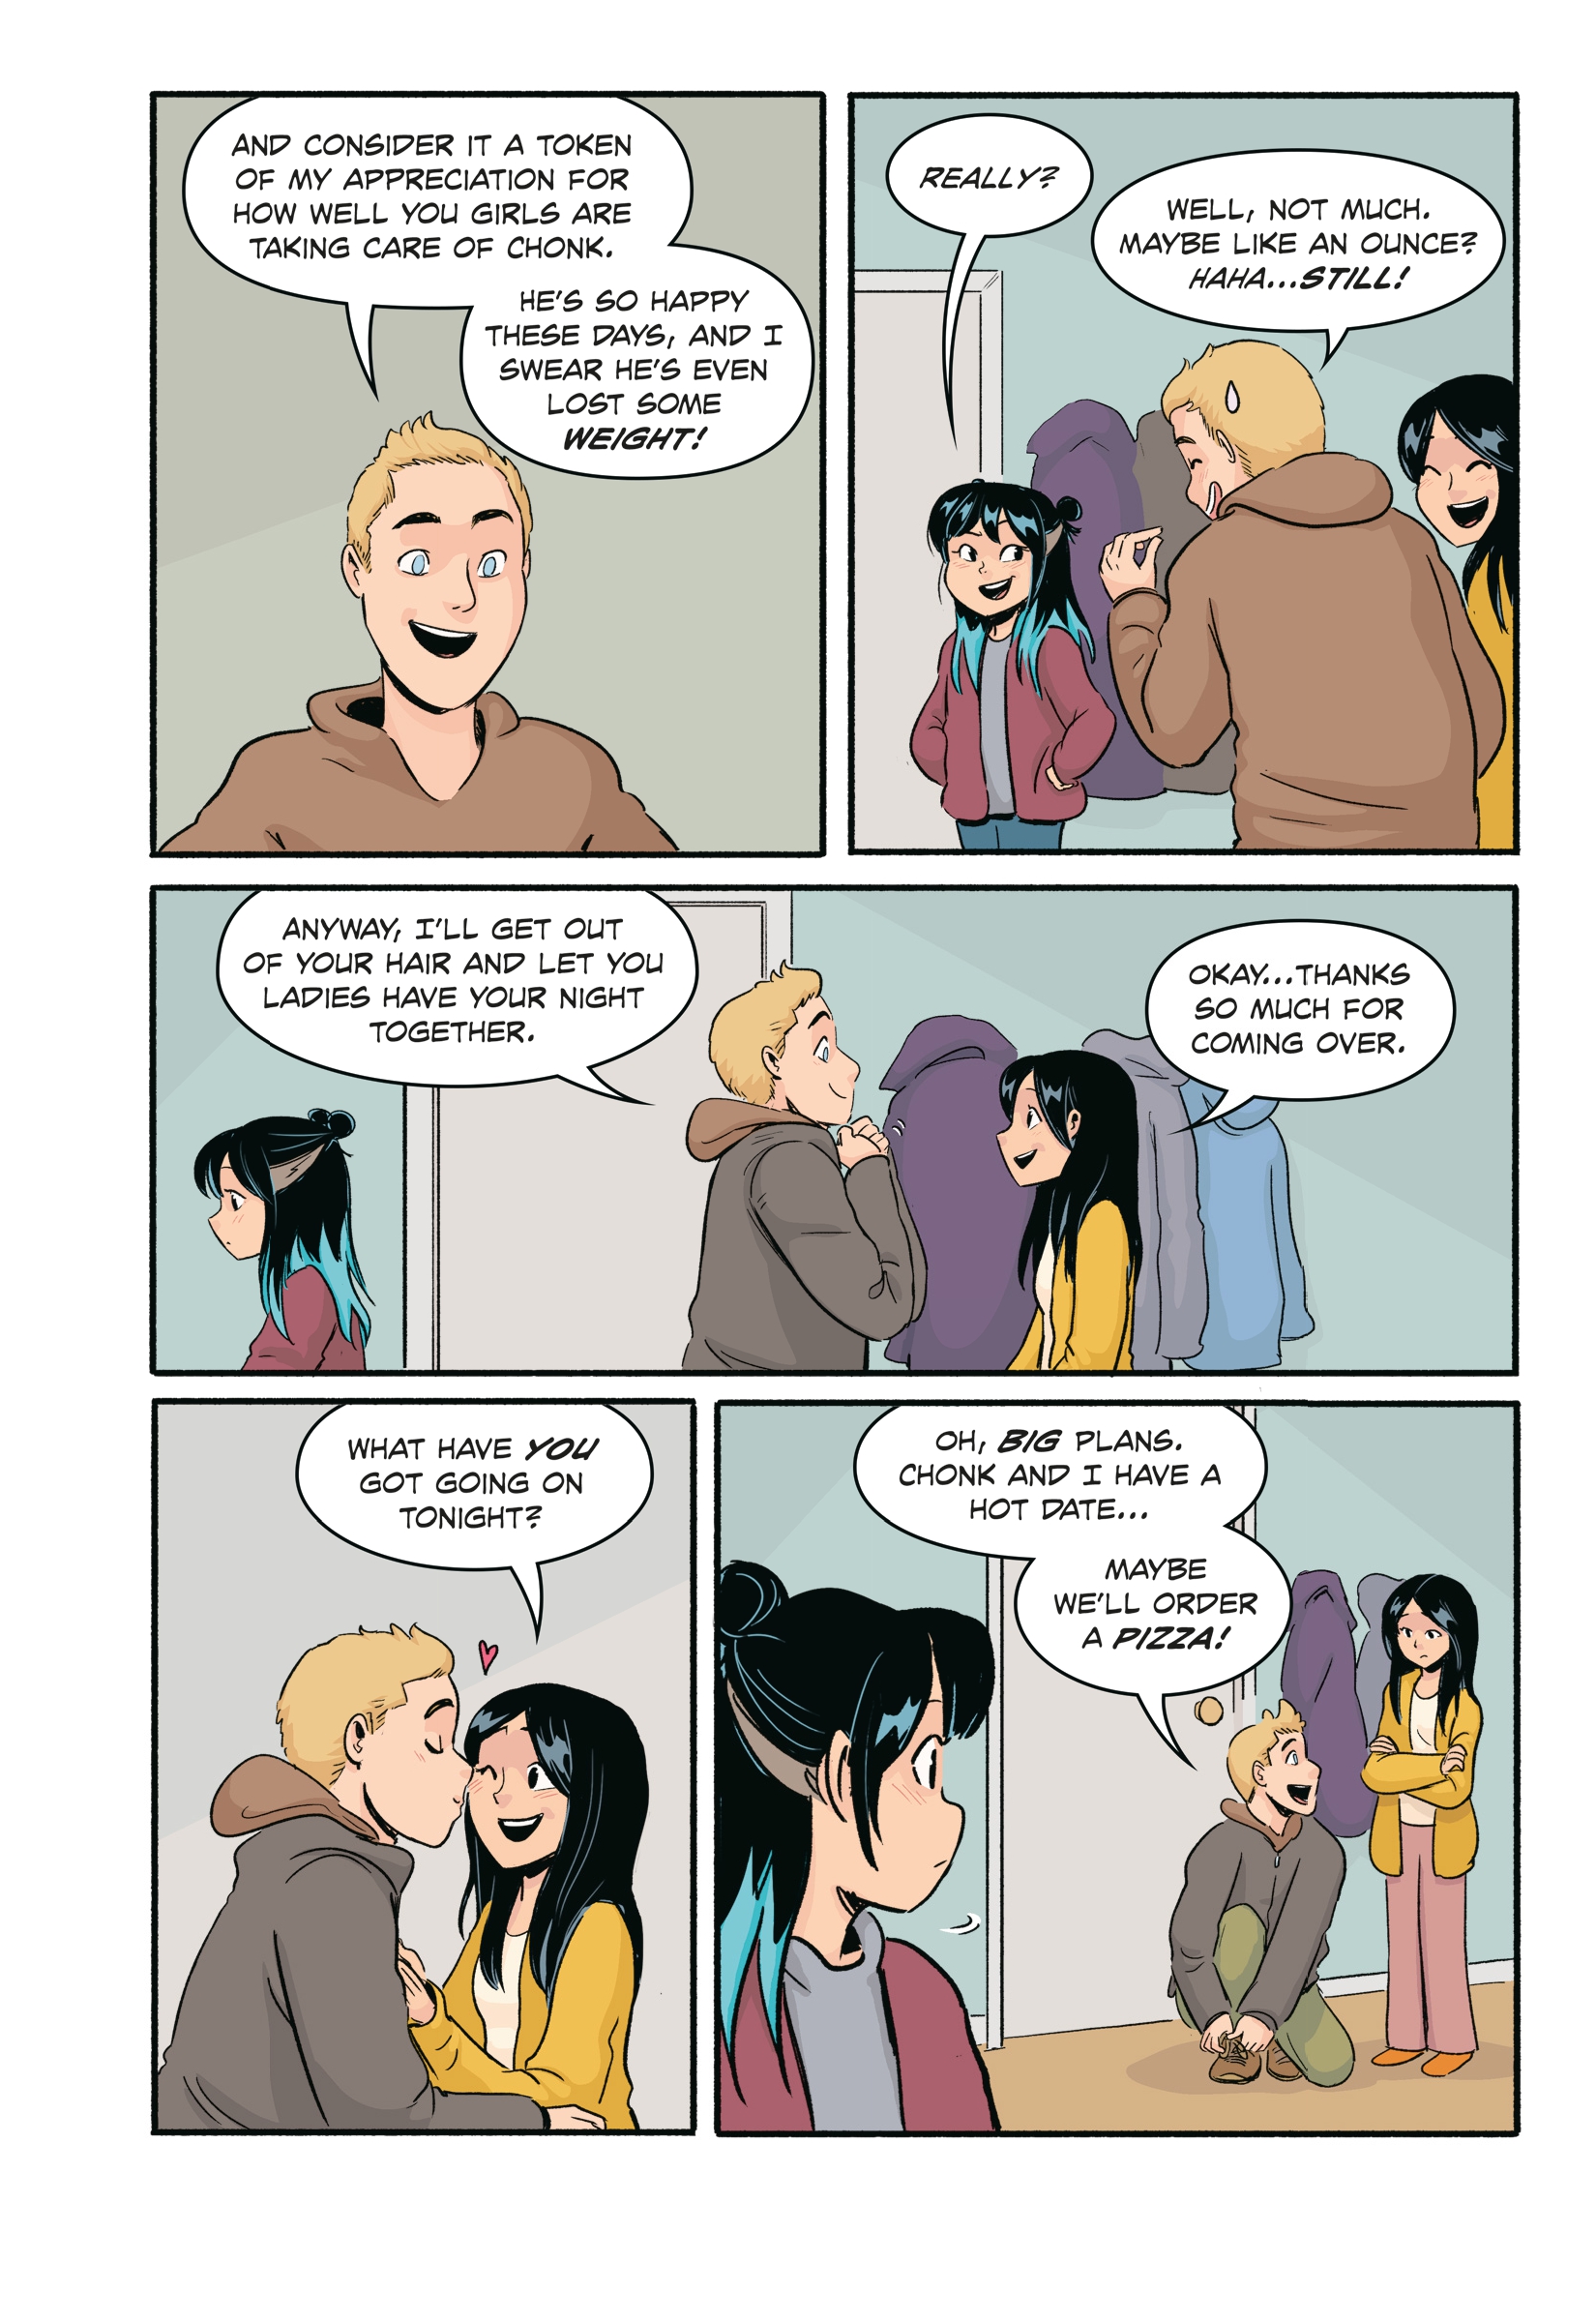 AND CONSIDER IT A TOKEN
OF MY APPRECIATION FOR
HOW WELL YOU GIRLS ARE
TAKING CARE OF CHONK.
HE'S SO HAPPY
THESE DAYS, AND I
SWEAR HE'S EVEN
LOST SOME
WEIGHT!
REALLY?
WELL, NOT MUCH.
MAYBE LIKE AN OUNCE?
HAHA...STILL!
ANYWAY, I'LL GET OUT
OF YOUR HAIR AND LET YOU
LADIES HAVE YOUR NIGHT
TOGETHER.
OKAY...THANKS
SO MUCH FOR
COMING OVER.
WHAT HAVE YOU
GOT GOING ON
TONIGHT?
OH, BIG PLANS.
CHONK AND I HAVE A
HOT DATE...
MAYBE
WE'LL ORDER
A PIZZA!